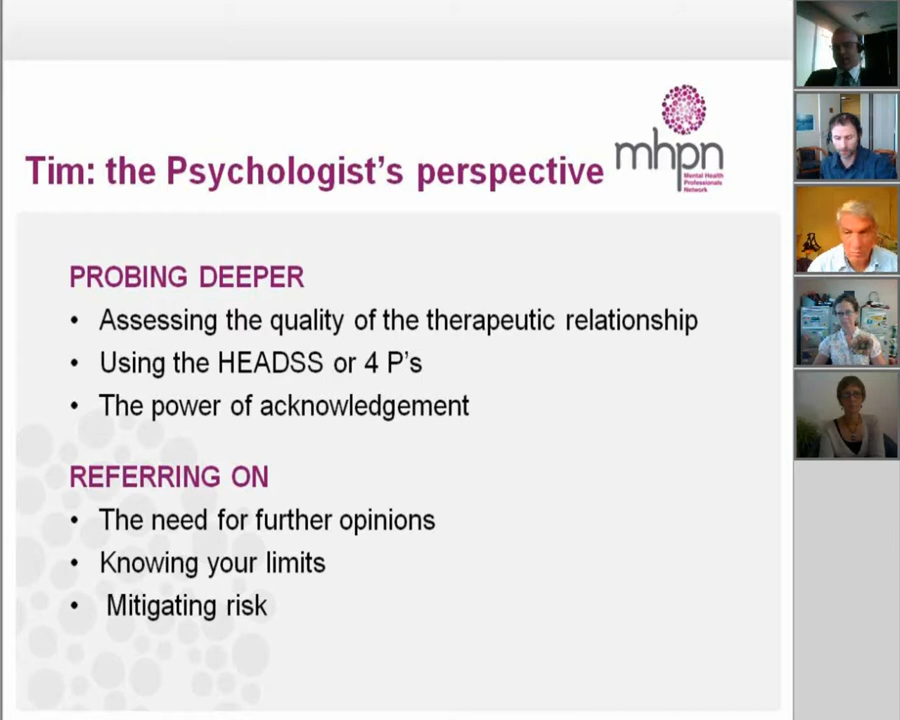 Tim: the Psychologist's perspective
mhpn
Mental Health
Professionals
Network
PROBING DEEPER
• Assessing the quality of the therapeutic relationship
• Using the HEADSS or 4 P's
• The power of acknowledgement
REFERRING ON
• The need for further opinions
• Knowing your limits
• Mitigating risk